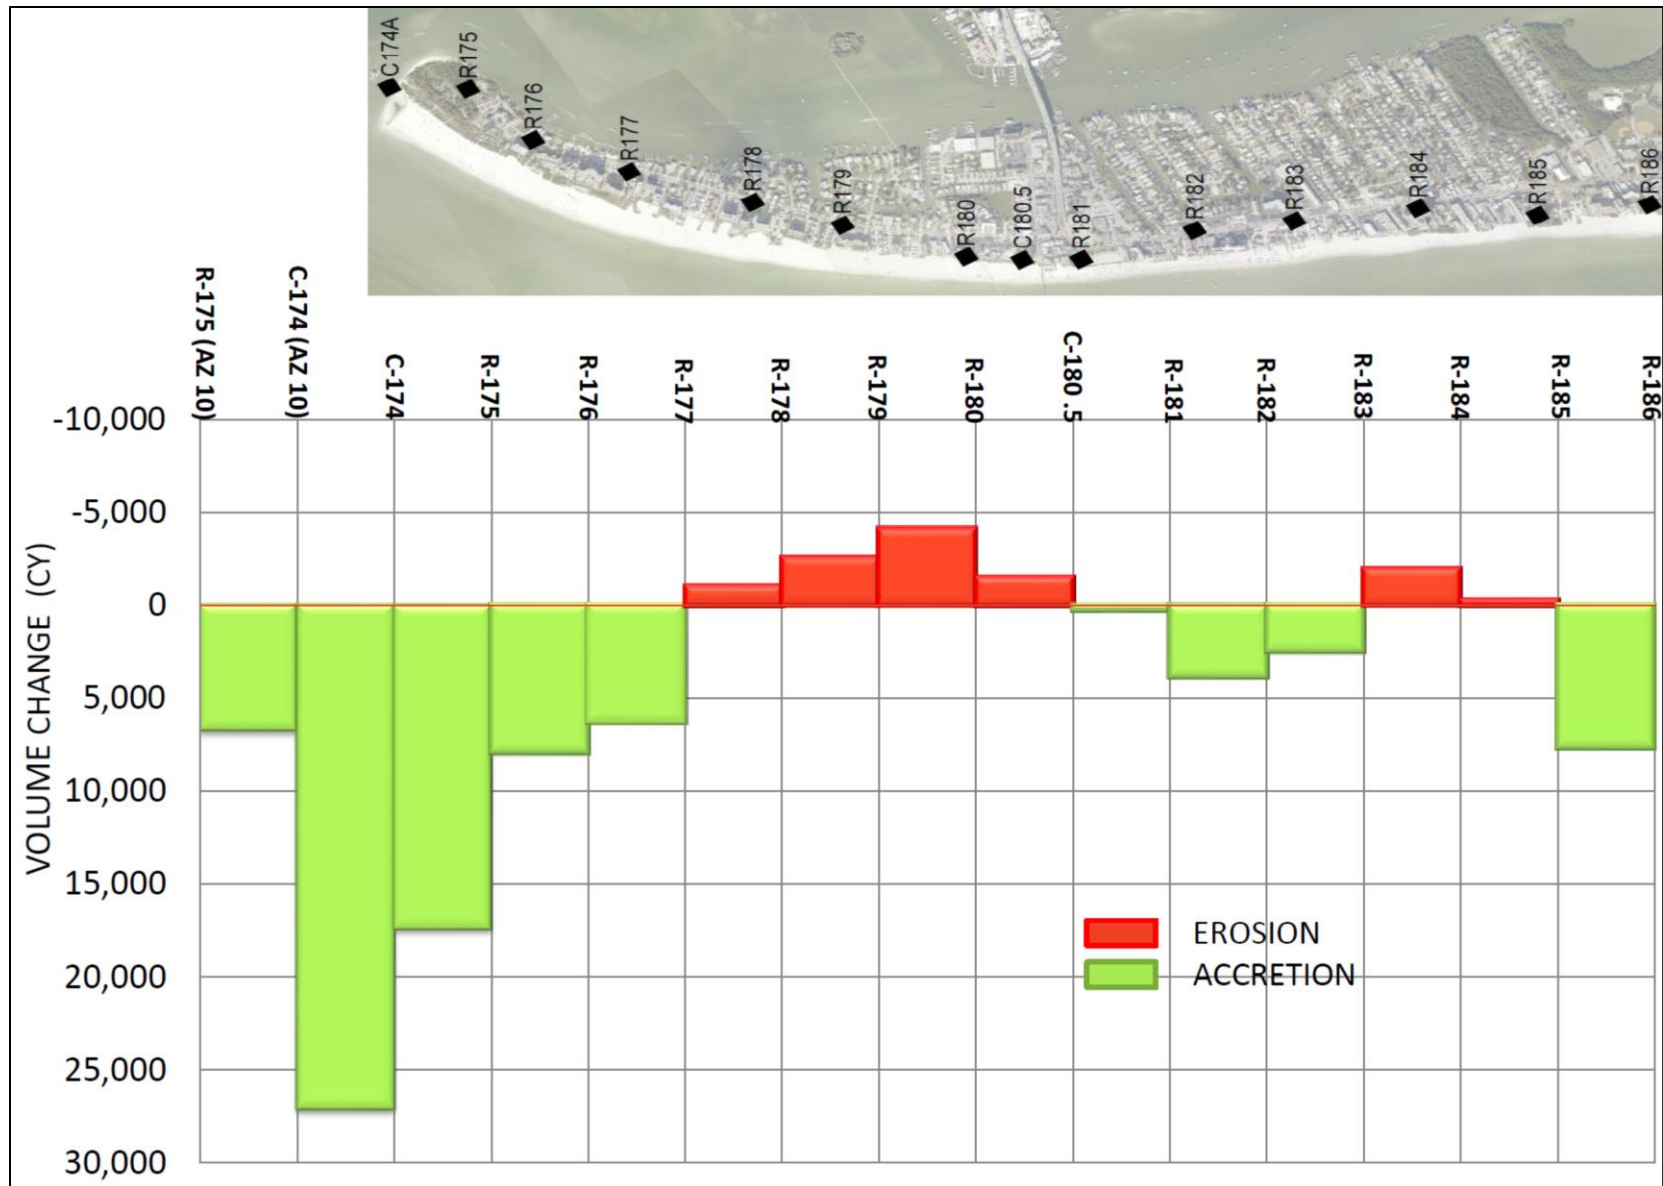 C174A
R175
R176
R177
R178
R179
R180
C180.5
R181
R182
R183
R184
R185
R186
R-175 (AZ 10)
C-174 (AZ 10)
C-174
R-175
R-176
R-177
R-178
R-179
R-180
C-180 .5
R-181
R-182
R-183
R-184
R-185
R-186
VOLUME CHANGE (CY)
-10,000
-5,000
0
5,000
10,000
15,000
20,000
25,000
30,000
EROSION
ACCRETION